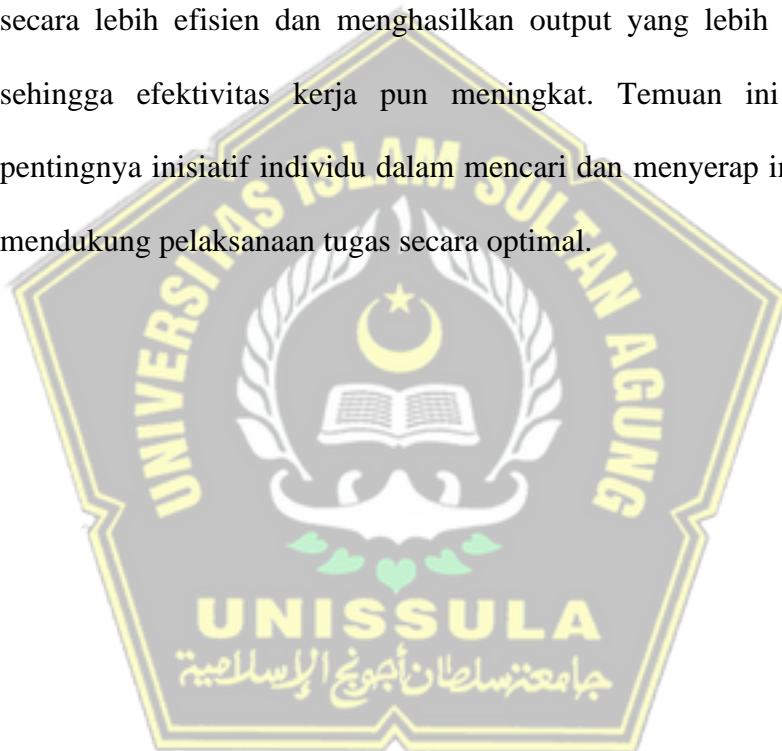 secara lebih efisien dan menghasilkan output yang lebih
sehingga efektivitas kerja pun meningkat. Temuan ini
pentingnya inisiatif individu dalam mencari dan menyerap
mendukung pelaksanaan tugas secara optimal.
UNIVERSITAS ISLAM SULTAN AGUNG
UNISSULA
جامعة سلطان أجونج الإسلامية